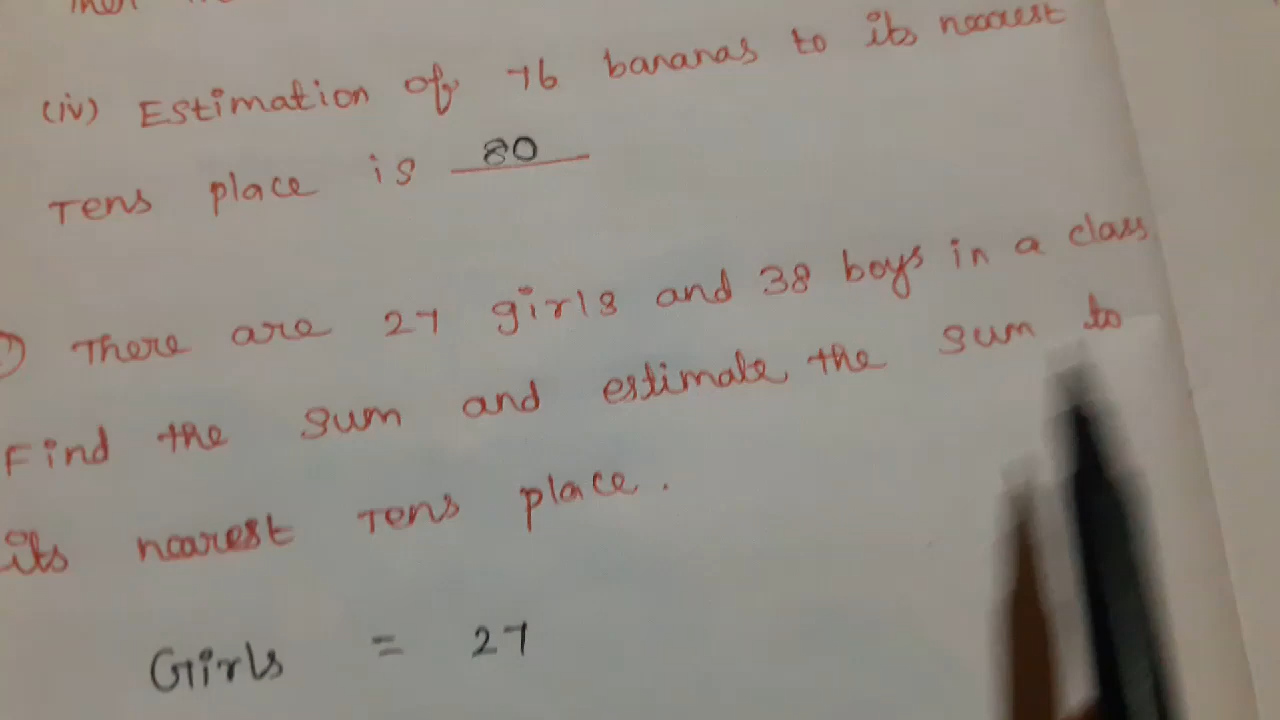 (iv) Estimation of 76 bananas to its nearest
Tens place is 80
There are 27 girls and 38 boys in a class
Find the sum and estimate the sum to
its nearest Tens place.
Girls = 27